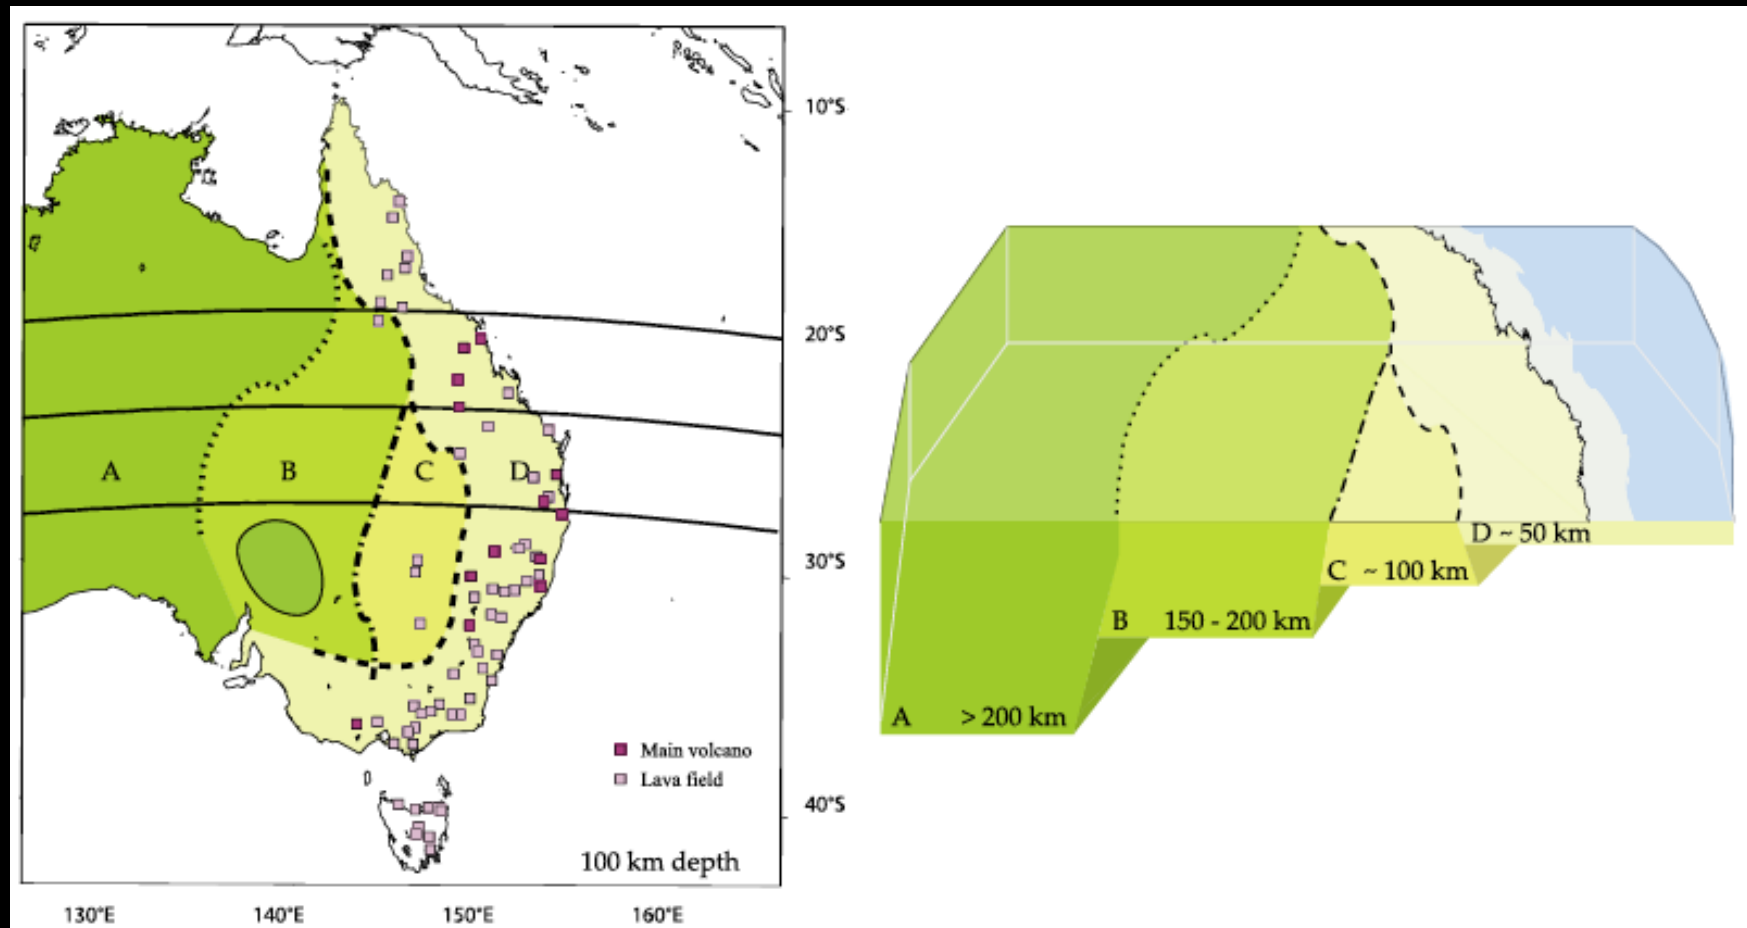 10°S
20°S
A B C D
30°S
Main volcano
Lava field
40°S
100 km depth
130°E 140°E 150°E 160°E
D ~ 50 km
C ~ 100 km
B 150 - 200 km
A > 200 km